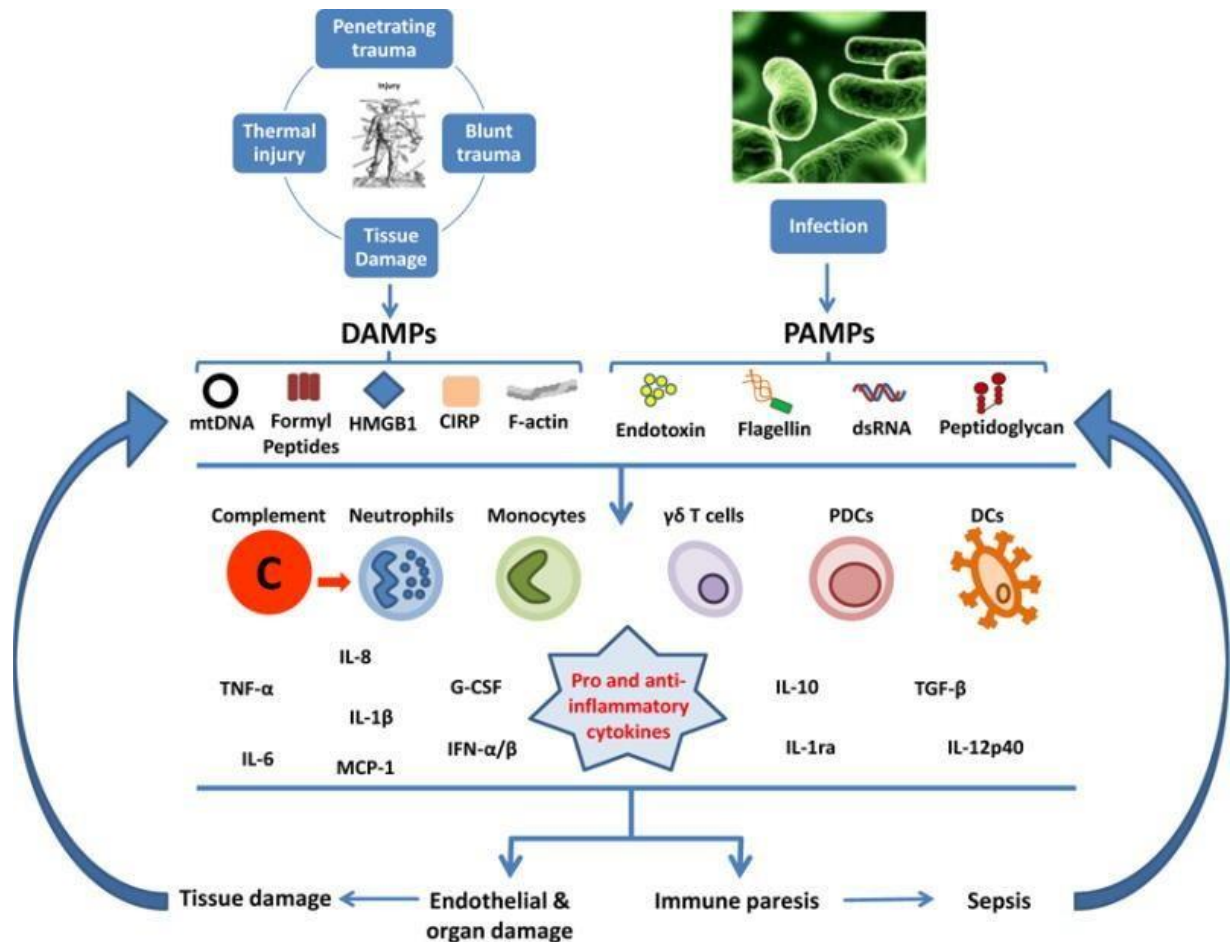 Penetrating
trauma
Injury
Thermal
injury
Blunt
trauma
Tissue
Damage
Infection
DAMPs
PAMPs
mtDNA
Formyl
Peptides
HMGB1
CIRP
F-actin
Endotoxin
Flagellin
dsRNA
Peptidoglycan
Complement
Neutrophils
Monocytes
γδ T cells
PDCs
DCs
C
IL-8
TNF-α
G-CSF
IL-1β
IL-6
MCP-1
IFN-α/β
Pro and anti-
inflammatory
cytokines
IL-10
TGF-β
IL-1ra
IL-12p40
Tissue damage
Endothelial &
organ damage
Immune paresis
Sepsis